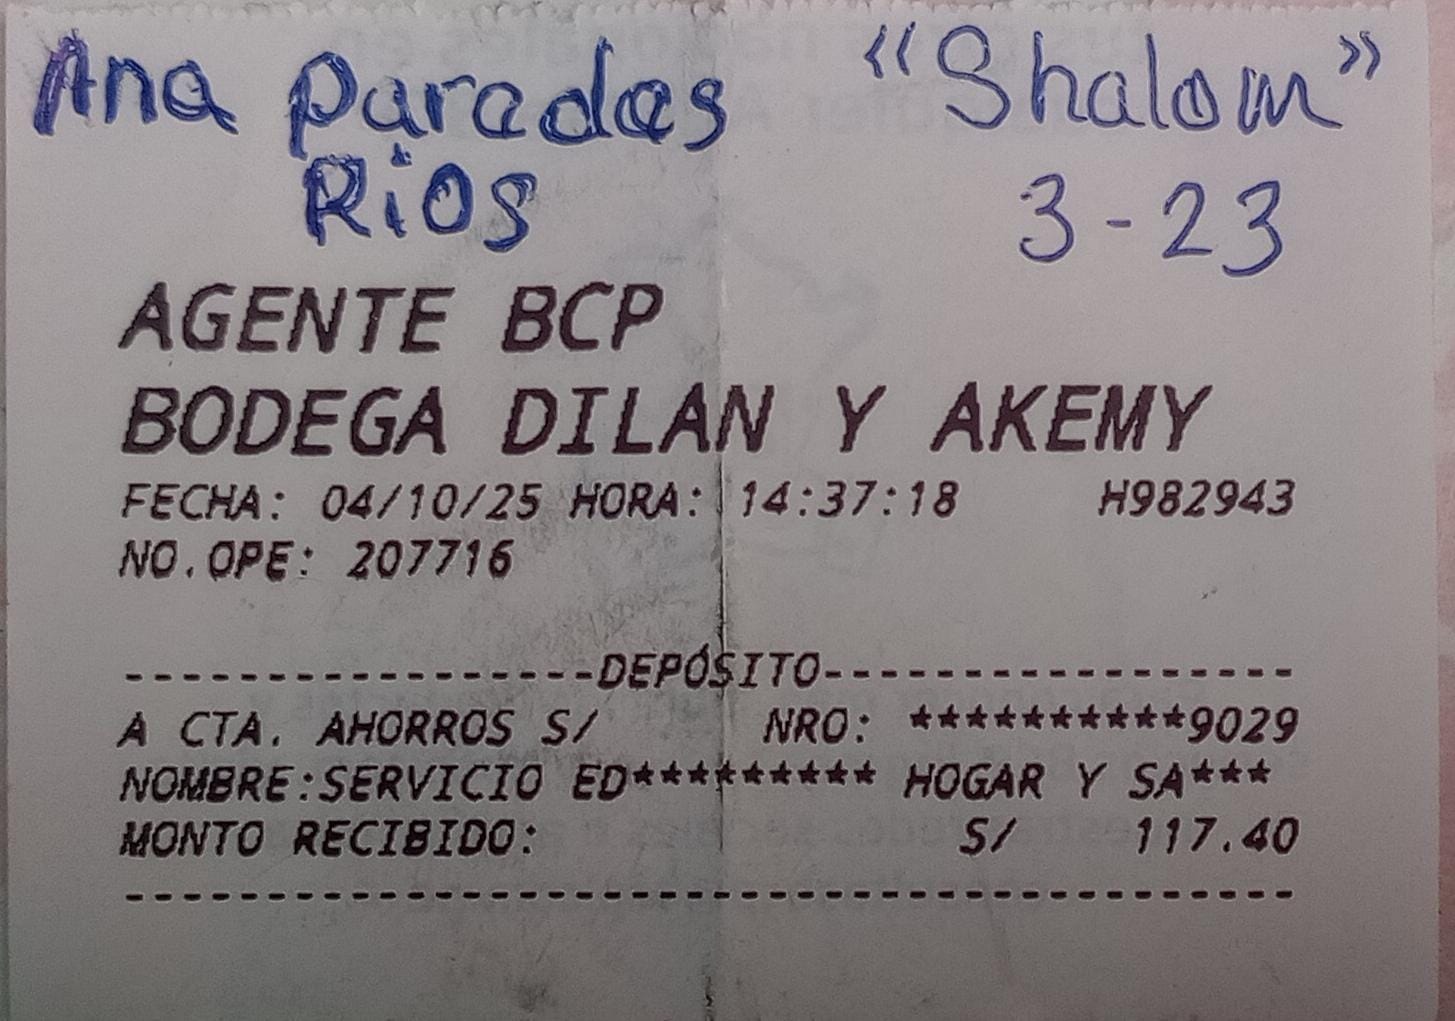 Ana paredes "Shalom"
Rios 3-23
AGENTE BCP
BODEGA DILAN Y AKEMY
FECHA: 04/10/25 HORA: 14:37:18 H982943
NO.OPE: 207716
------------------DEPÓSITO------------------
A CTA. AHORROS S/ NRO: **********9029
NOMBRE:SERVICIO ED********* HOGAR Y SA***
MONTO RECIBIDO: S/ 117.40
--------------------------------------------